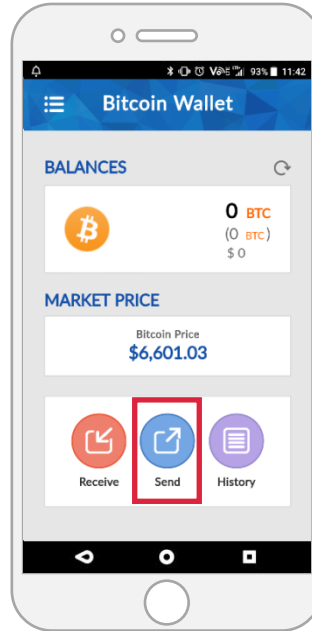 93% 11:42
Bitcoin Wallet
BALANCES
0 BTC
(0 BTC)
$ 0
MARKET PRICE
Bitcoin Price
$6,601.03
Receive Send History